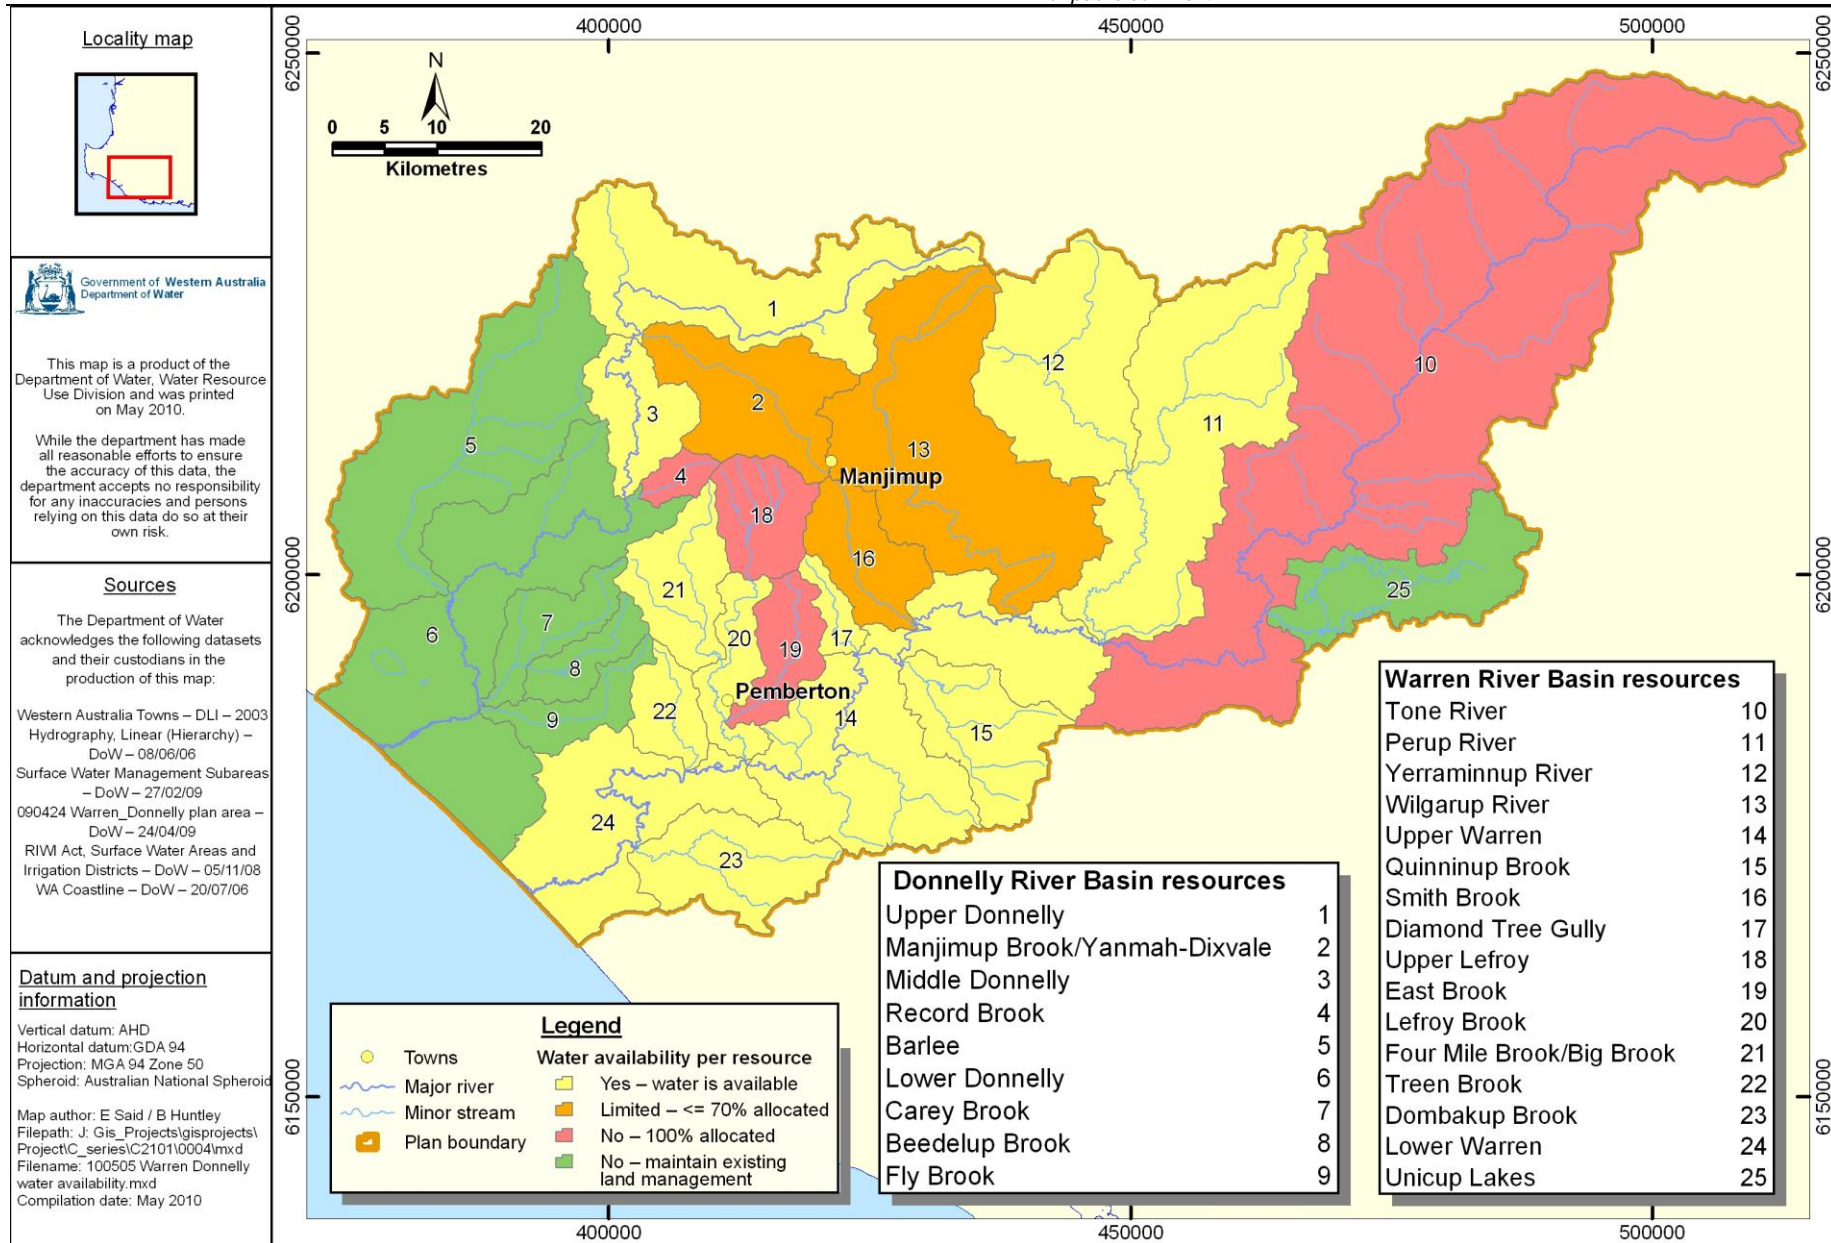 Locality map
Government of Western Australia
Department of Water
This map is a product of the
Department of Water, Water Resource
Use Division and was printed
on May 2010.
While the department has made
all reasonable efforts to ensure
the accuracy of this data, the
department accepts no responsibility
for any inaccuracies and persons
relying on this data do so at their
own risk.
Sources
The Department of Water
acknowledges the following datasets
and their custodians in the
production of this map:
Western Australia Towns – DLI – 2003
Hydrography, Linear (Hierarchy) –
DoW – 08/06/06
Surface Water Management Subareas
– DoW – 27/02/09
090424 Warren_Donnelly plan area –
DoW – 24/04/09
RIWI Act, Surface Water Areas and
Irrigation Districts – DoW – 05/11/08
WA Coastline – DoW – 20/07/06
Datum and projection
information
Vertical datum: AHD
Horizontal datum:GDA 94
Projection: MGA 94 Zone 50
Spheroid: Australian National Spheroid
Map author: E Said / B Huntley
Filepath: J: Gis_Projects\gisprojects\
Project\C_series\C2101\0004\mxd
Filename: 100505 Warren Donnelly
water availability.mxd
Compilation date: May 2010
400000 450000 500000
6250000 6250000
N
0 5 10 20
Kilometres
1
12
10
2
3
11
5
13
Manjimup
4
18
16
6200000 6200000
21
25
7
6
20
17
19
8
Pemberton
22
9
14
15
24
23
6150000 6150000
Legend
Towns
Major river
Minor stream
Plan boundary
Water availability per resource
Yes – water is available
Limited – <= 70% allocated
No – 100% allocated
No – maintain existing
land management
Donnelly River Basin resources
Upper Donnelly 1
Manjimup Brook/Yanmah-Dixvale 2
Middle Donnelly 3
Record Brook 4
Barlee 5
Lower Donnelly 6
Carey Brook 7
Beedelup Brook 8
Fly Brook 9
Warren River Basin resources
Tone River 10
Perup River 11
Yerraminnup River 12
Wilgarup River 13
Upper Warren 14
Quinninup Brook 15
Smith Brook 16
Diamond Tree Gully 17
Upper Lefroy 18
East Brook 19
Lefroy Brook 20
Four Mile Brook/Big Brook 21
Treen Brook 22
Dombakup Brook 23
Lower Warren 24
Unicup Lakes 25
400000 450000 500000